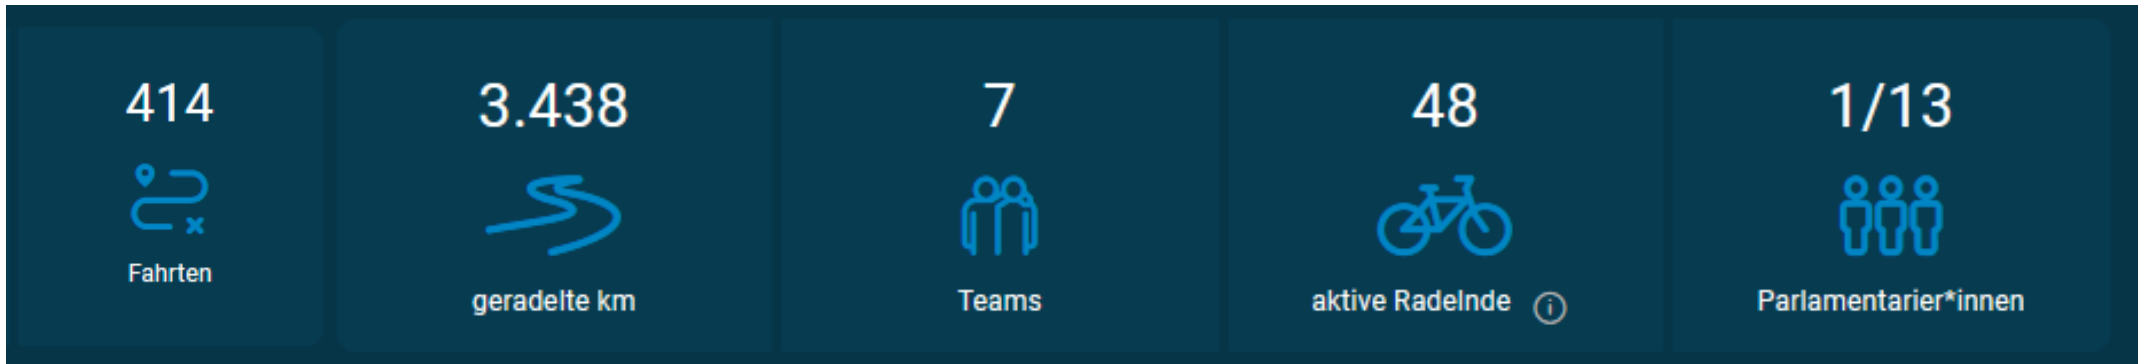 414
Fahrten
3.438
geradelte km
7
Teams
48
aktive Radelnde
1/13
Parlamentarier*innen